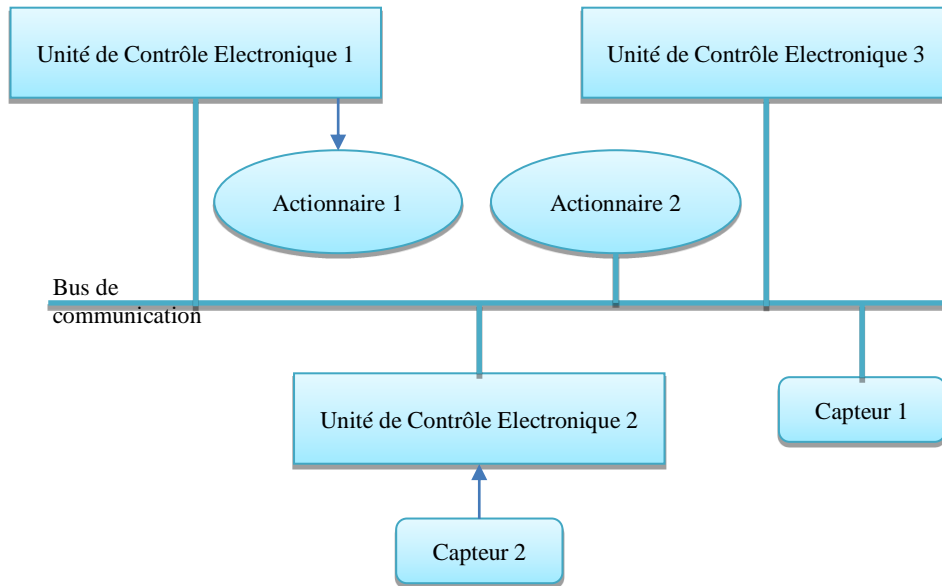 Unité de Contrôle Electronique 1
Unité de Contrôle Electronique 3
Actionnaire 1
Actionnaire 2
Bus de
communication
Unité de Contrôle Electronique 2
Capteur 1
Capteur 2